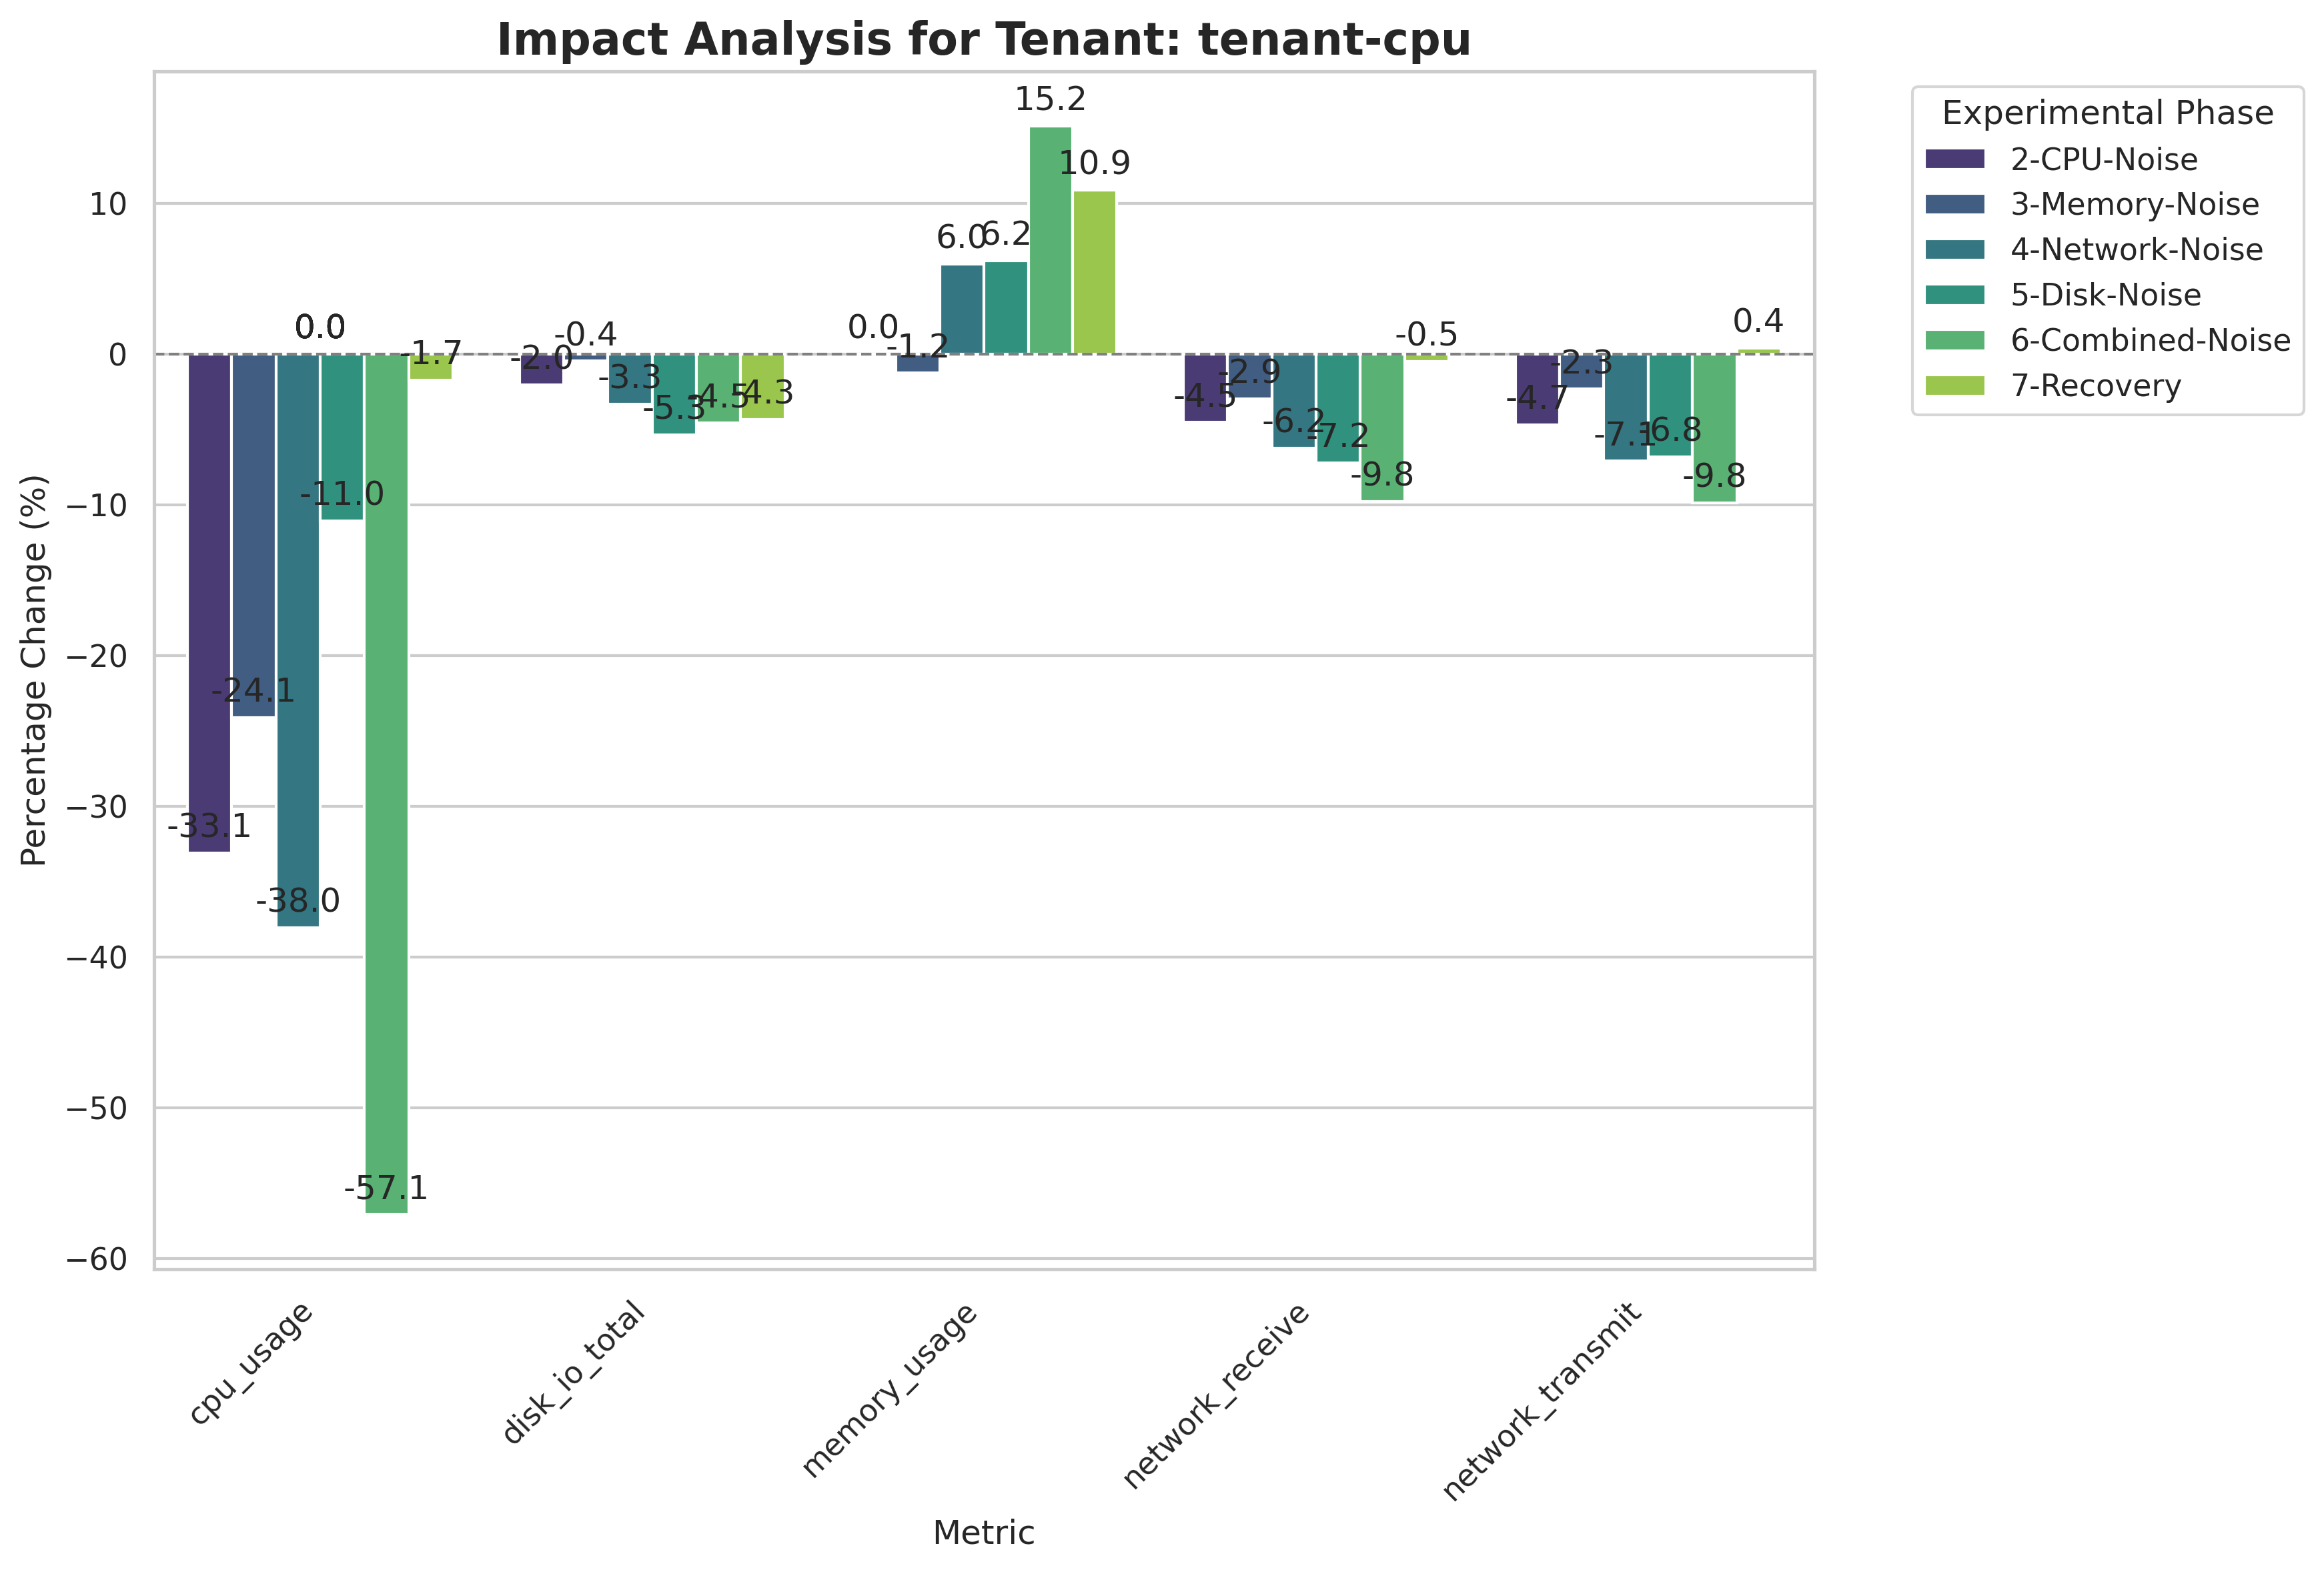 Impact Analysis for Tenant: tenant-cpu
Experimental Phase
2-CPU-Noise
3-Memory-Noise
4-Network-Noise
5-Disk-Noise
6-Combined-Noise
7-Recovery
Percentage Change (%)
10
0
−10
−20
−30
−40
−50
−60
-33.1
-24.1
-38.0
0.0
-11.0
-57.1
-1.7
-2.0
-0.4
-3.3
-5.3
-4.5
-4.3
0.0
-1.2
6.0
6.2
15.2
10.9
-4.5
-2.9
-6.2
-7.2
-9.8
-0.5
-4.7
-2.3
-7.1
-6.8
-9.8
0.4
cpu_usage
disk_io_total
memory_usage
network_receive
network_transmit
Metric